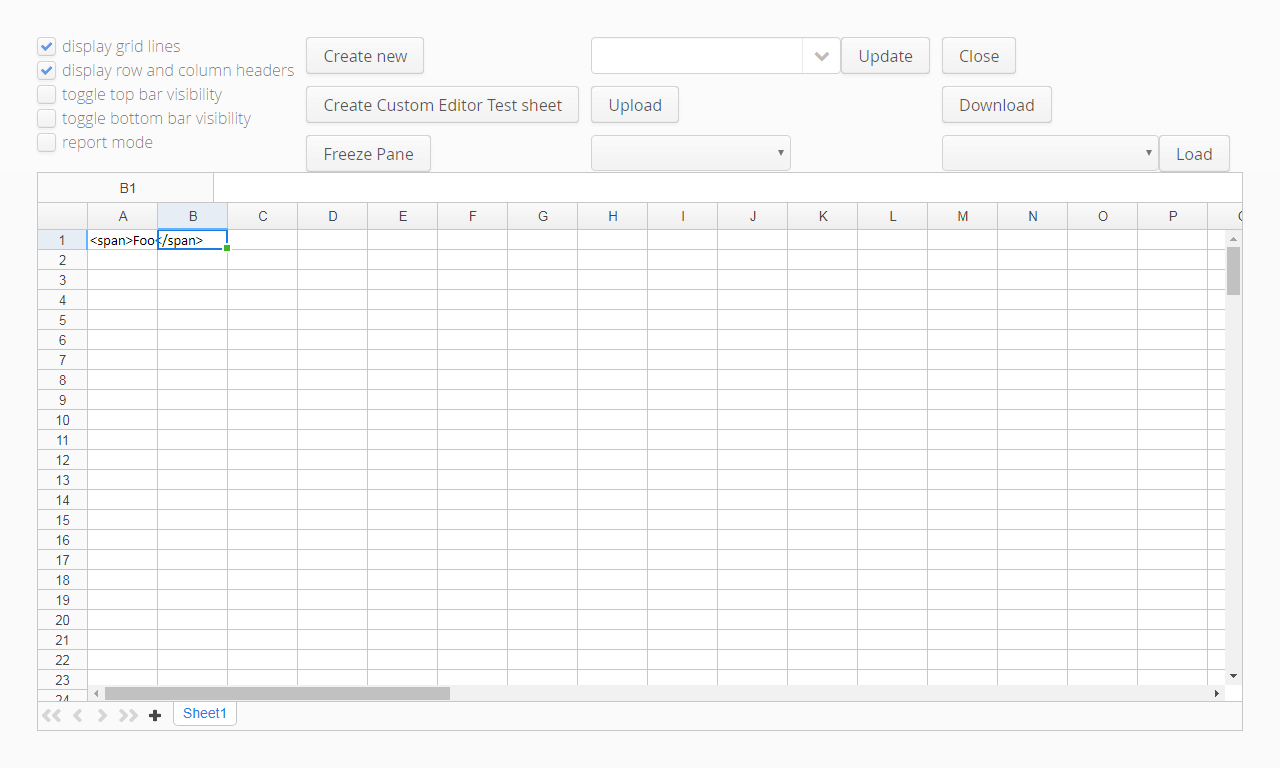 display grid lines
display row and column headers
toggle top bar visibility
toggle bottom bar visibility
report mode
Create new
Update
Close
Create Custom Editor Test sheet
Upload
Download
Freeze Pane
Load
B1
A B C D E F G H I J K L M N O P
1 <span>Foo</span>
2
3
4
5
6
7
8
9
10
11
12
13
14
15
16
17
18
19
20
21
22
23
24
Sheet1